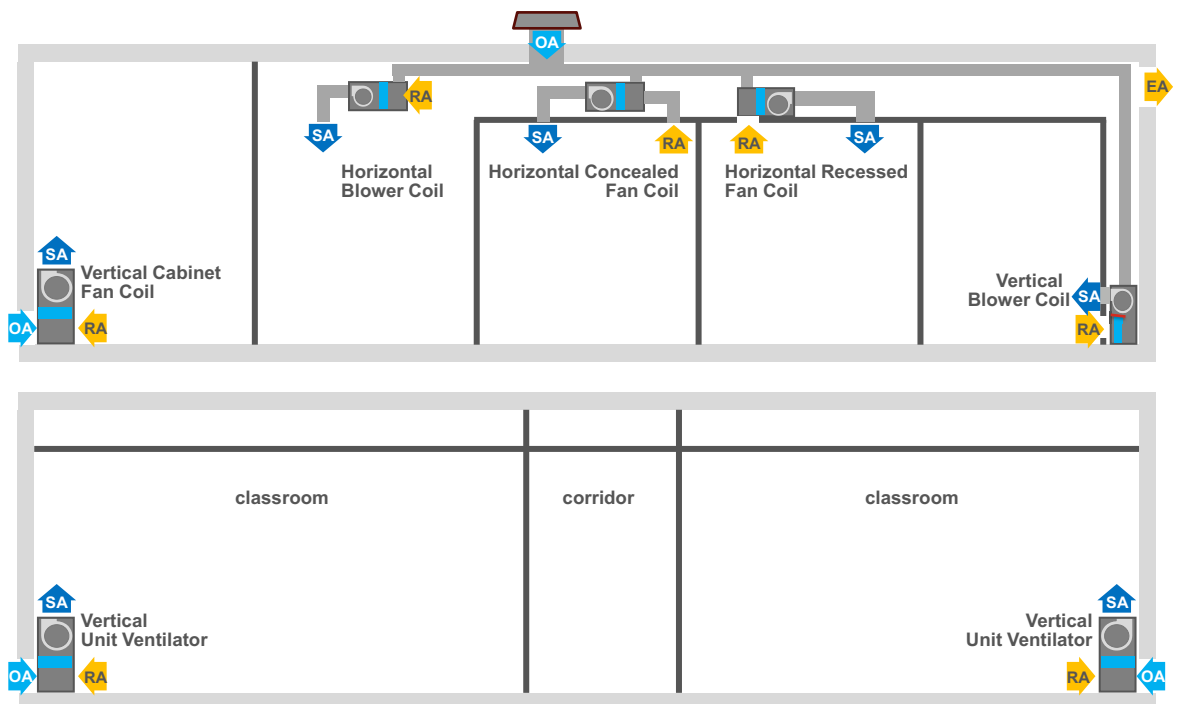 OA
EA
RA
SA
SA
RA
RA
SA
Horizontal
Blower Coil
Horizontal Concealed
Fan Coil
Horizontal Recessed
Fan Coil
SA
Vertical Cabinet
Fan Coil
OA
RA
Vertical
Blower Coil
SA
RA
classroom
corridor
classroom
SA
Vertical
Unit Ventilator
OA
RA
SA
Vertical
Unit Ventilator
RA
OA